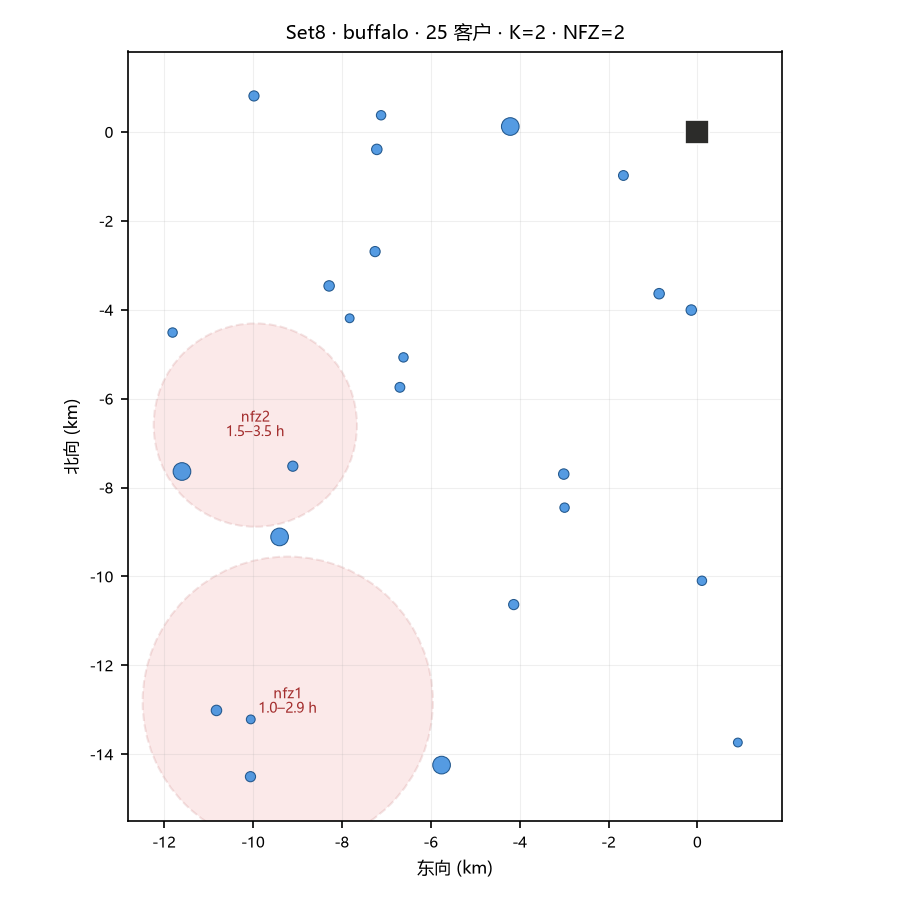 Set8 · buffalo · 25 客户 · K=2 · NFZ=2
0
-2
-4
-6
-8
-10
-12
-14
北向 (km)
nfz2
1.5–3.5 h
nfz1
1.0–2.9 h
-12 -10 -8 -6 -4 -2 0
东向 (km)